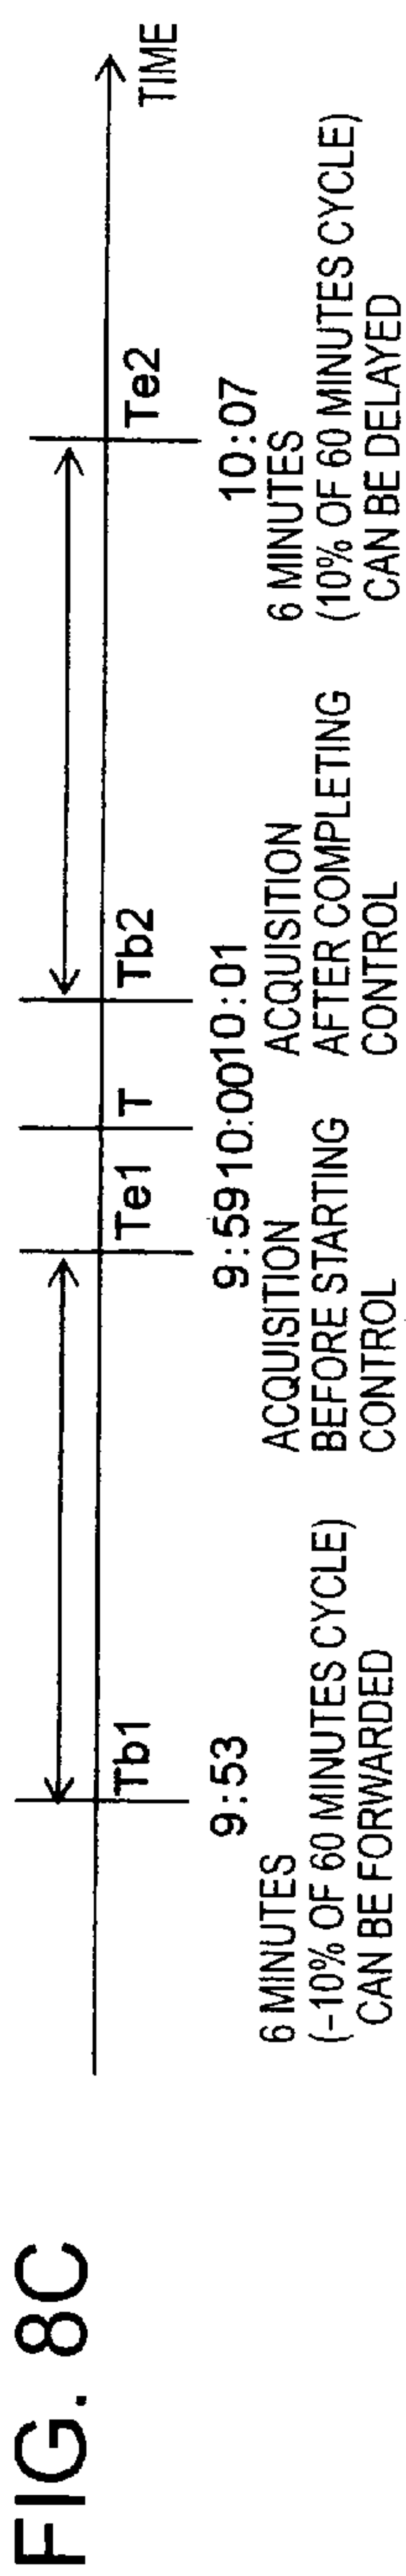 FIG. 8C
Tb1
Te1
T
Tb2
Te2
TIME
9:53
9:59
10:00
10:01
10:07
6 MINUTES
(-10% OF 60 MINUTES CYCLE)
CAN BE FORWARDED
ACQUISITION
BEFORE STARTING
CONTROL
ACQUISITION
AFTER COMPLETING
CONTROL
6 MINUTES
(10% OF 60 MINUTES CYCLE)
CAN BE DELAYED